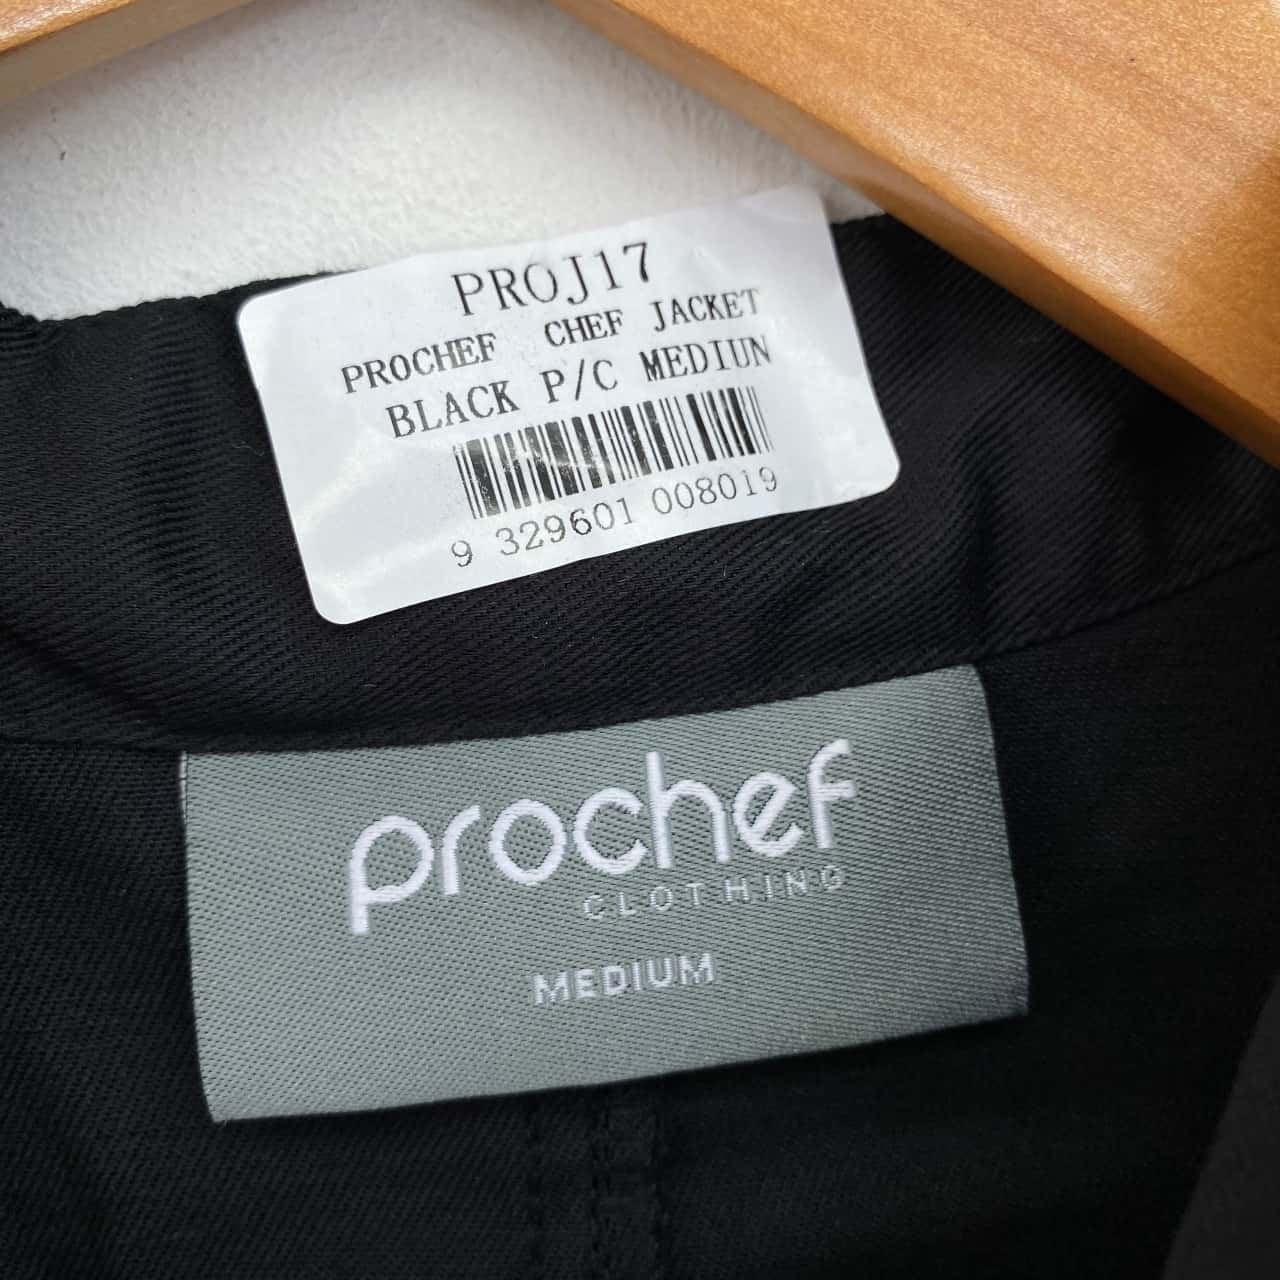 PROJ17
PROCHEF CHEF JACKET
BLACK P/C MEDIUN
9 329601 008019
prochef
CLOTHING
MEDIUM